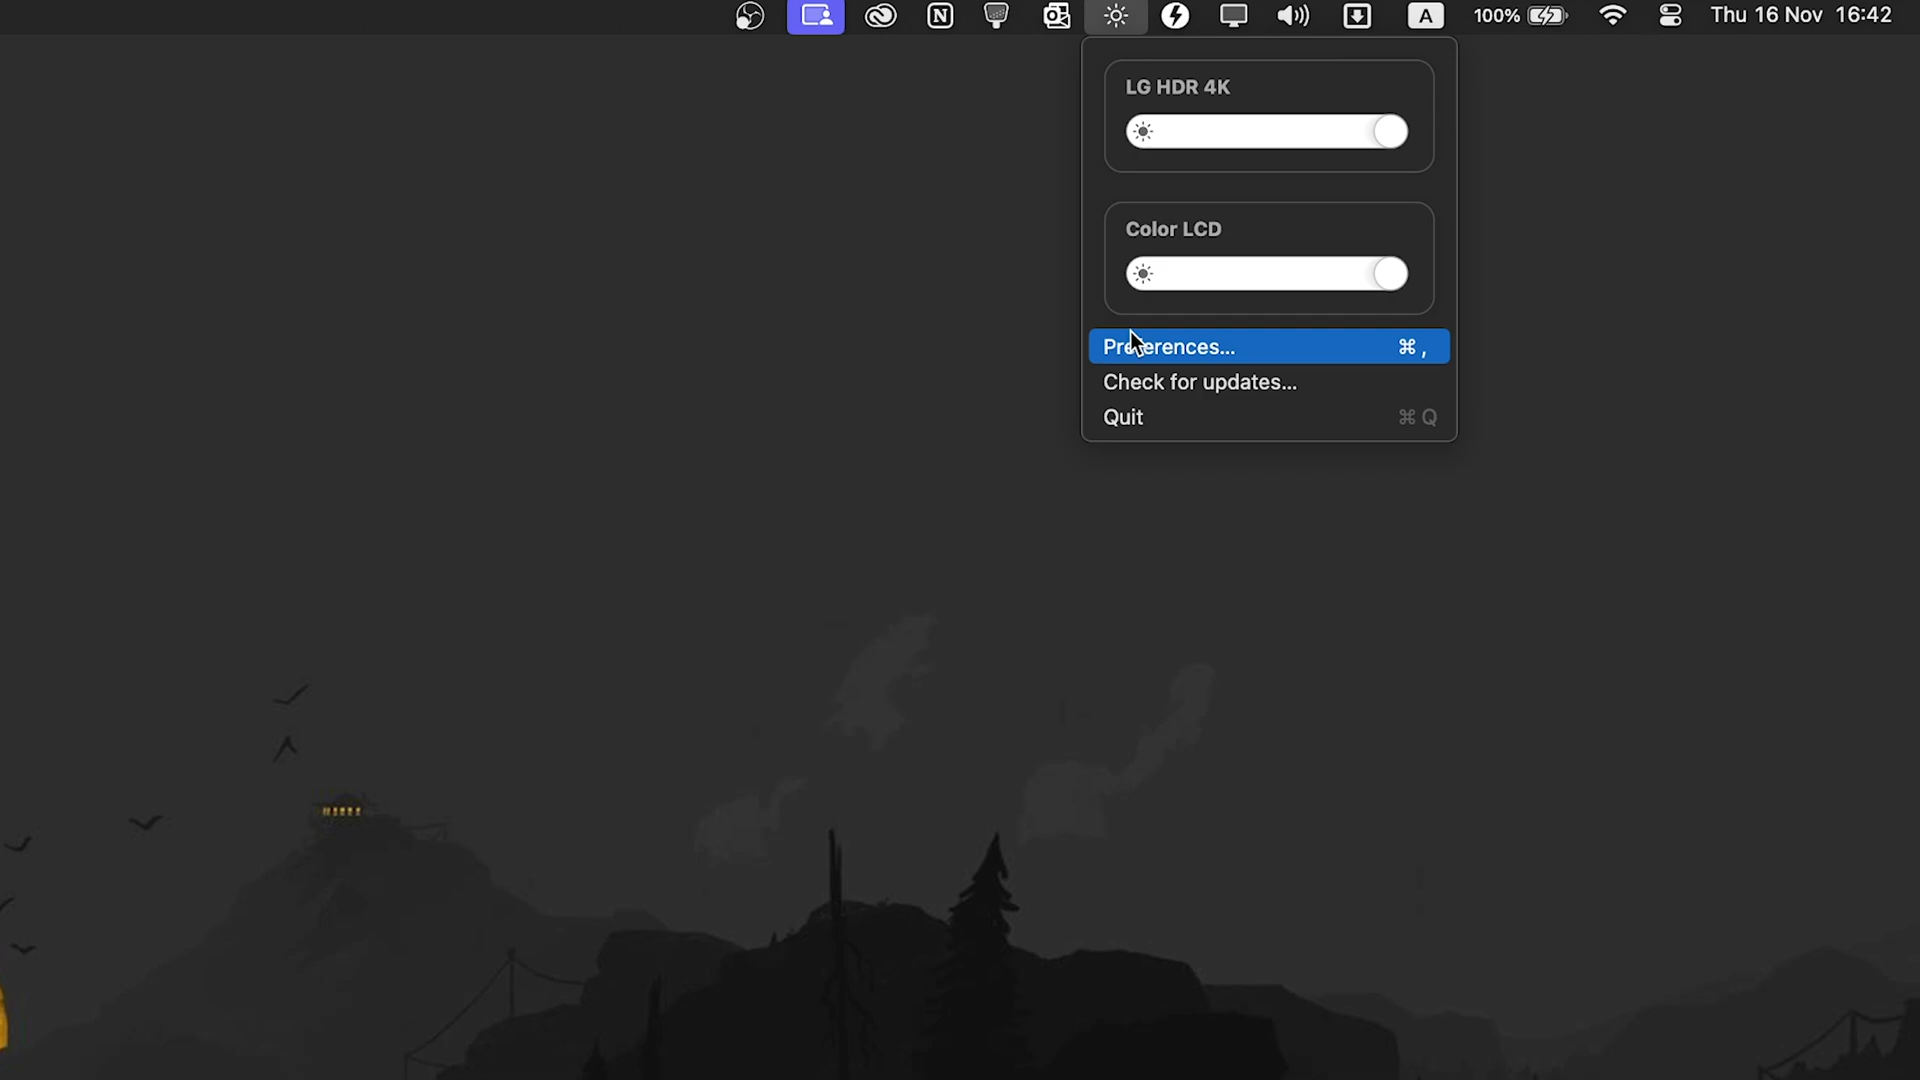 A 100% Thu 16 Nov 16:42
LG HDR 4K
Color LCD
Preferences... ⌘ ,
Check for updates...
Quit ⌘ Q